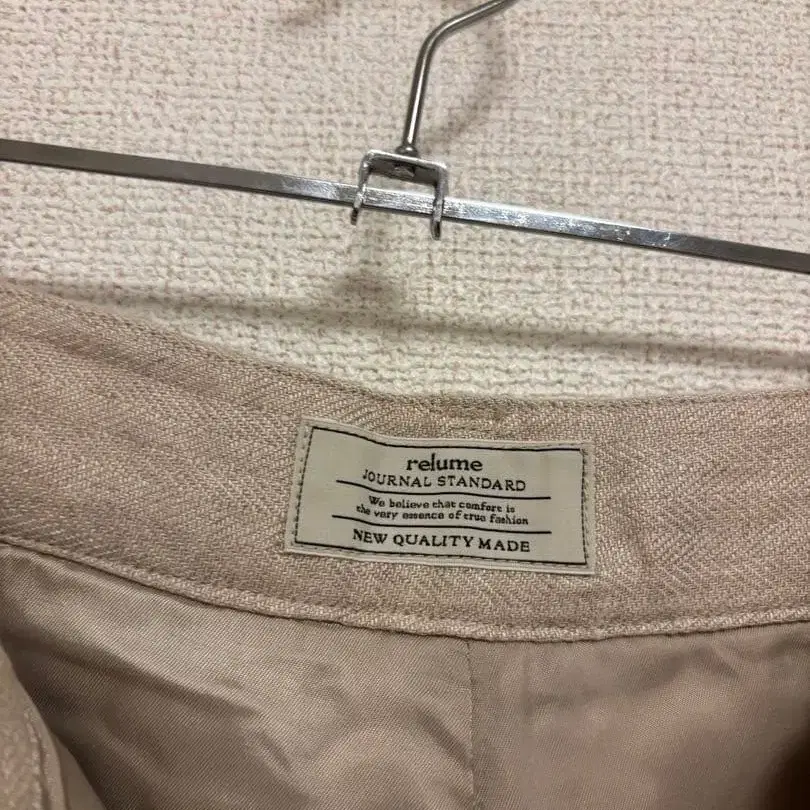 relume
JOURNAL STANDARD
We believe that comfort is
the very essence of true fashion
NEW QUALITY MADE